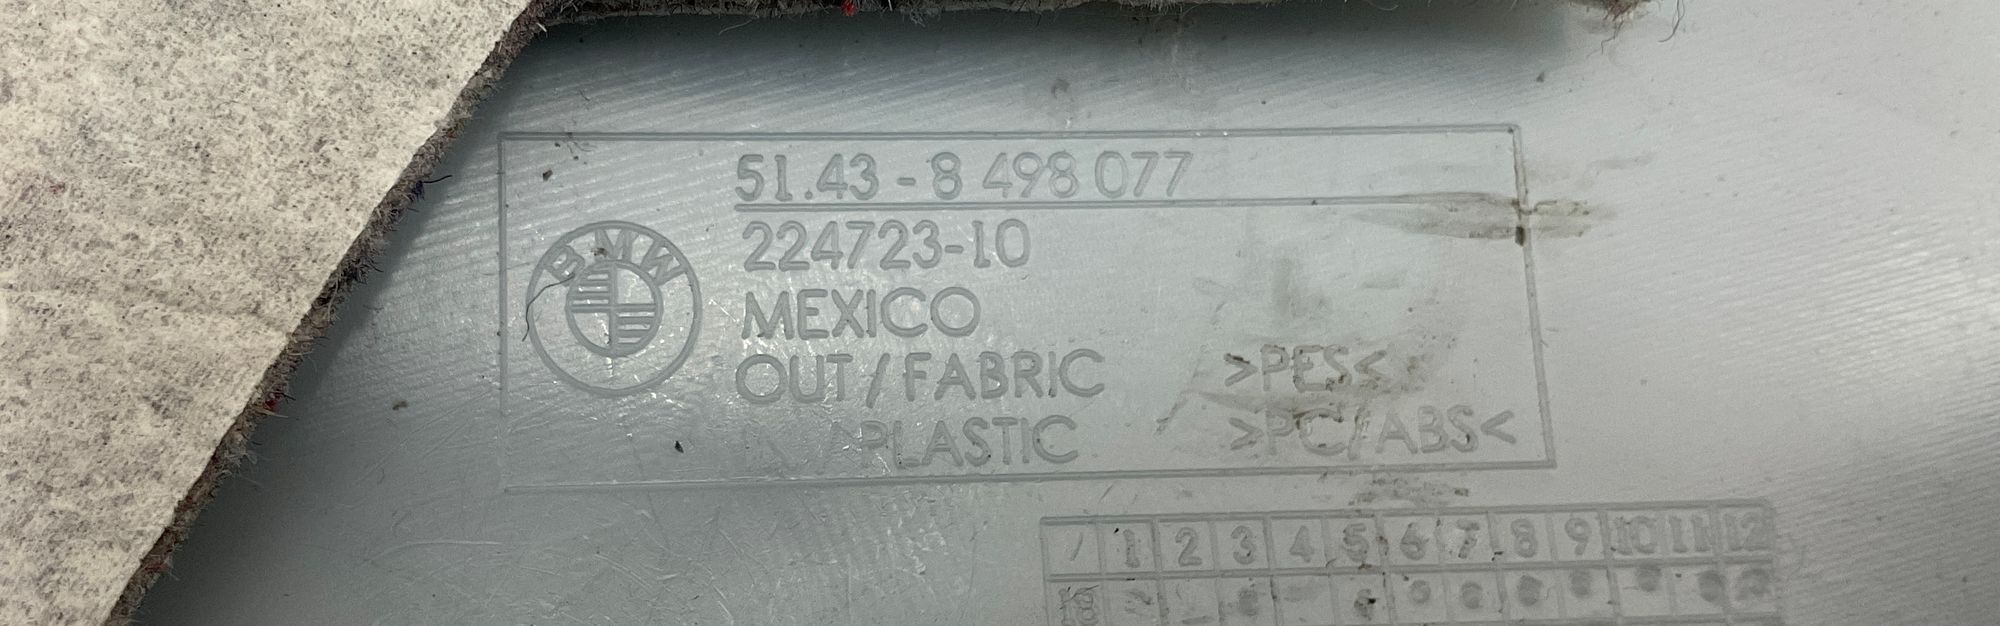 51.43 - 8 498 077
BMW
224723-10
MEXICO
OUT / FABRIC >PES<
PLASTIC >PC/ABS<
/ 1 2 3 4 5 6 7 8 9 10 11 12